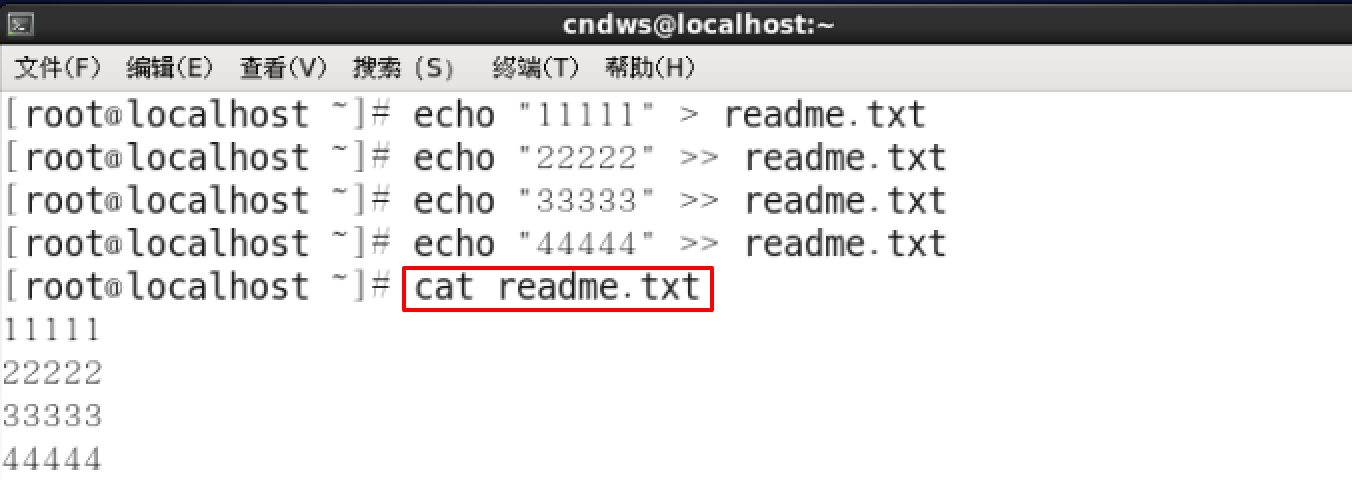 cndws@localhost:~
文件(F) 编辑(E) 查看(V) 搜索 (S) 终端(T) 帮助(H)
[root@localhost ~]# echo "11111" > readme.txt
[root@localhost ~]# echo "22222" >> readme.txt
[root@localhost ~]# echo "33333" >> readme.txt
[root@localhost ~]# echo "44444" >> readme.txt
[root@localhost ~]# cat readme.txt
11111
22222
33333
44444